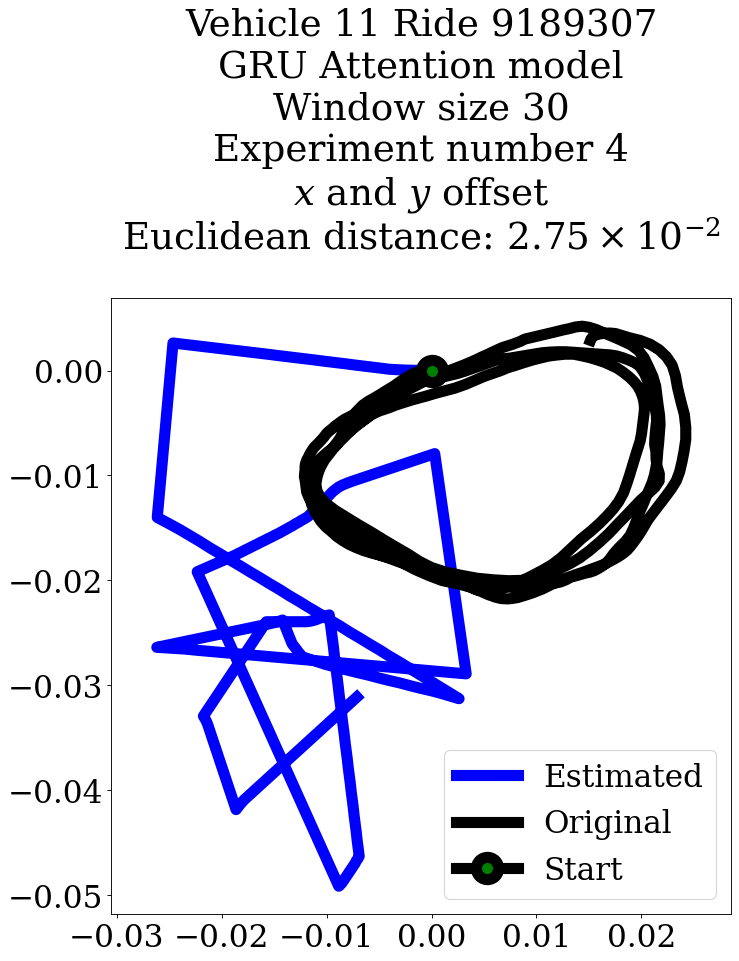 Vehicle 11 Ride 9189307
GRU Attention model
Window size 30
Experiment number 4
x and y offset
Euclidean distance: 2.75 × 10⁻²
0.00
−0.01
−0.02
−0.03
−0.04
−0.05
Estimated
Original
Start
−0.03 −0.02 −0.01 0.00 0.01 0.02